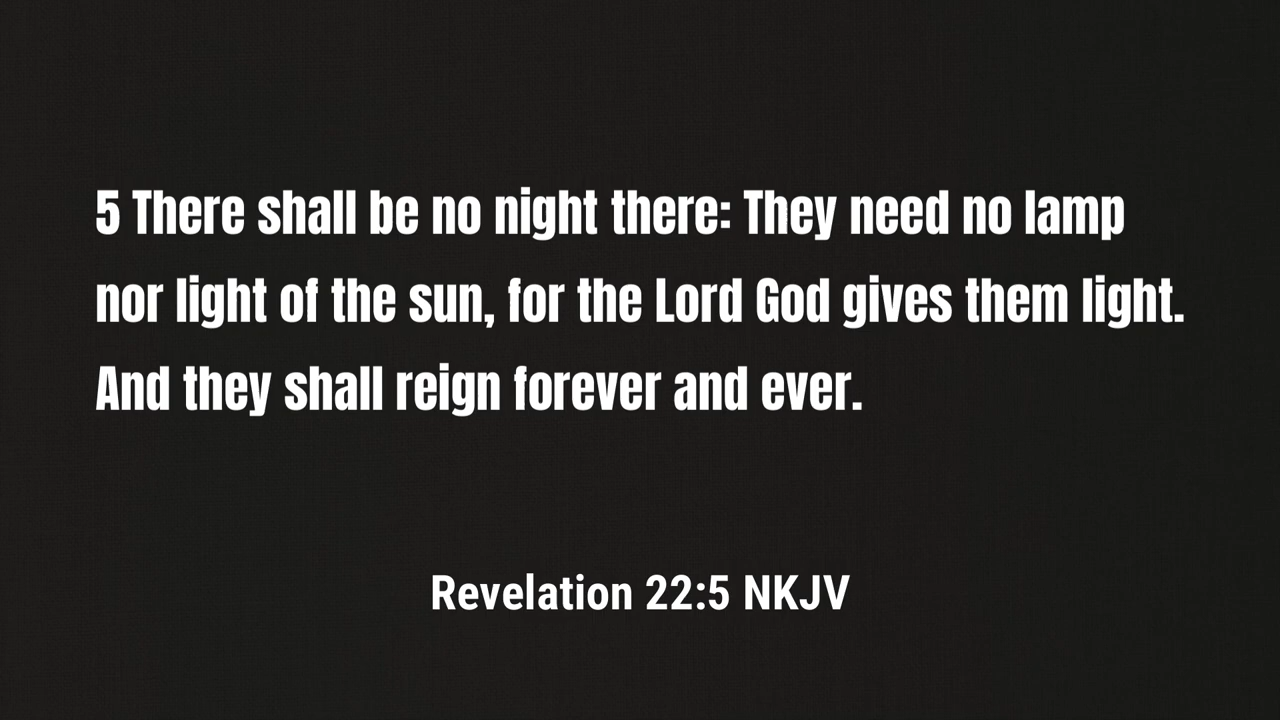 5 There shall be no night there: They need no lamp
nor light of the sun, for the Lord God gives them light.
And they shall reign forever and ever.
Revelation 22:5 NKJV